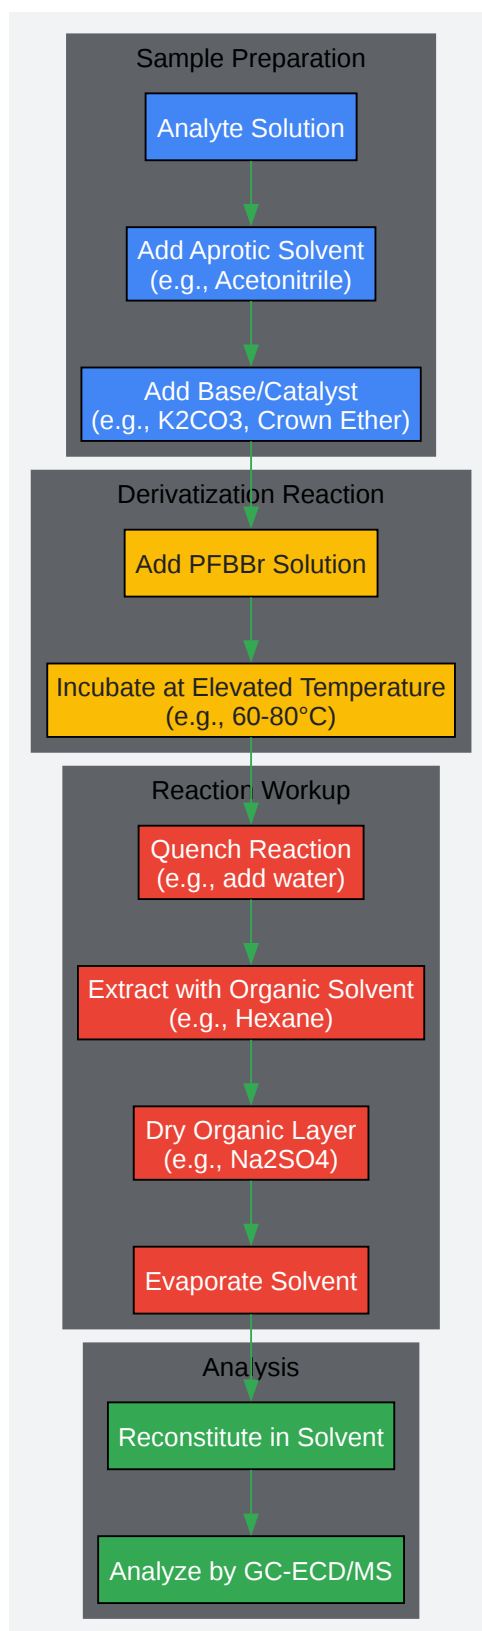 Sample Preparation
Analyte Solution
Add Aprotic Solvent
(e.g., Acetonitrile)
Add Base/Catalyst
(e.g., K2CO3, Crown Ether)
Derivatization Reaction
Add PFBBr Solution
Incubate at Elevated Temperature
(e.g., 60-80°C)
Reaction Workup
Quench Reaction
(e.g., add water)
Extract with Organic Solvent
(e.g., Hexane)
Dry Organic Layer
(e.g., Na2SO4)
Evaporate Solvent
Analysis
Reconstitute in Solvent
Analyze by GC-ECD/MS